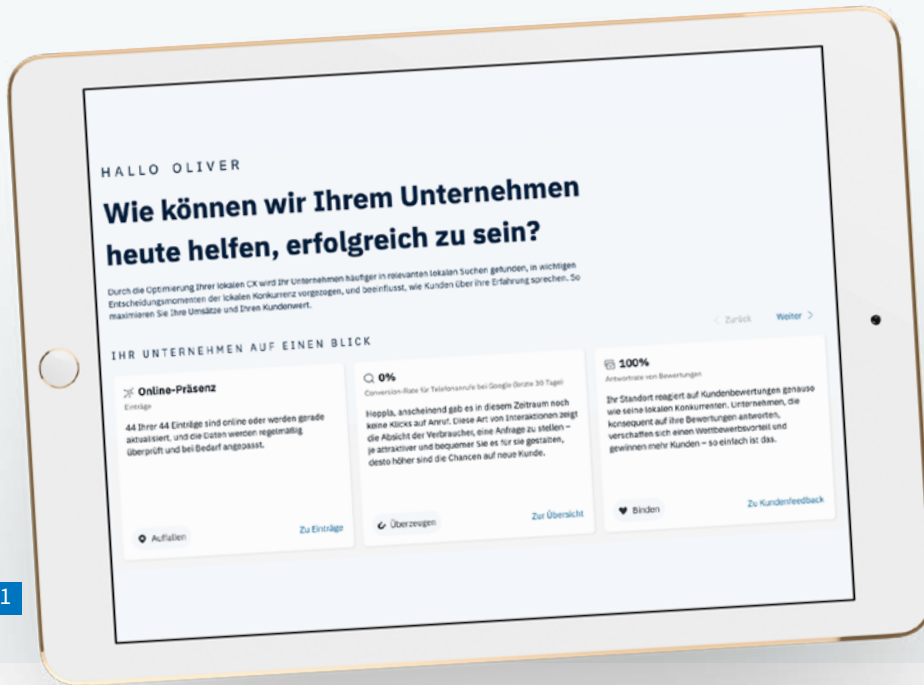 HALLO OLIVER
Wie können wir Ihrem Unternehmen
heute helfen, erfolgreich zu sein?
Durch die Optimierung Ihrer lokalen CX wird Ihr Unternehmen häufiger in relevanten lokalen Suchen gefunden, in wichtigen
Entscheidungsmomenten der lokalen Konkurrenz vorgezogen, und beeinflusst, wie Kunden über ihre Erfahrung sprechen. So
maximieren Sie Ihre Umsätze und Ihren Kundenwert.
Zurück Weiter
IHR UNTERNEHMEN AUF EINEN BLICK
Online-Präsenz
Einträge
44 Ihrer 44 Einträge sind online oder werden gerade
aktualisiert, und die Daten werden regelmäßig
überprüft und bei Bedarf angepasst.
Auffallen
Zu Einträge
0%
Conversion-Rate für Telefonanrufe bei Google (letzte 30 Tage)
Hoppla, anscheinend gab es in diesem Zeitraum noch
keine Klicks auf Anruf. Diese Art von Interaktionen zeigt
die Absicht der Verbraucher, eine Anfrage zu stellen –
je attraktiver und bequemer Sie es für sie gestalten,
desto höher sind die Chancen auf neue Kunde.
Überzeugen
Zur Übersicht
100%
Antwortrate von Bewertungen
Ihr Standort reagiert auf Kundenbewertungen genauso
wie seine lokalen Konkurrenten. Unternehmen, die
konsequent auf ihre Bewertungen antworten,
verschaffen sich einen Wettbewerbsvorteil und
gewinnen mehr Kunden – so einfach ist das.
Binden
Zu Kundenfeedback
1